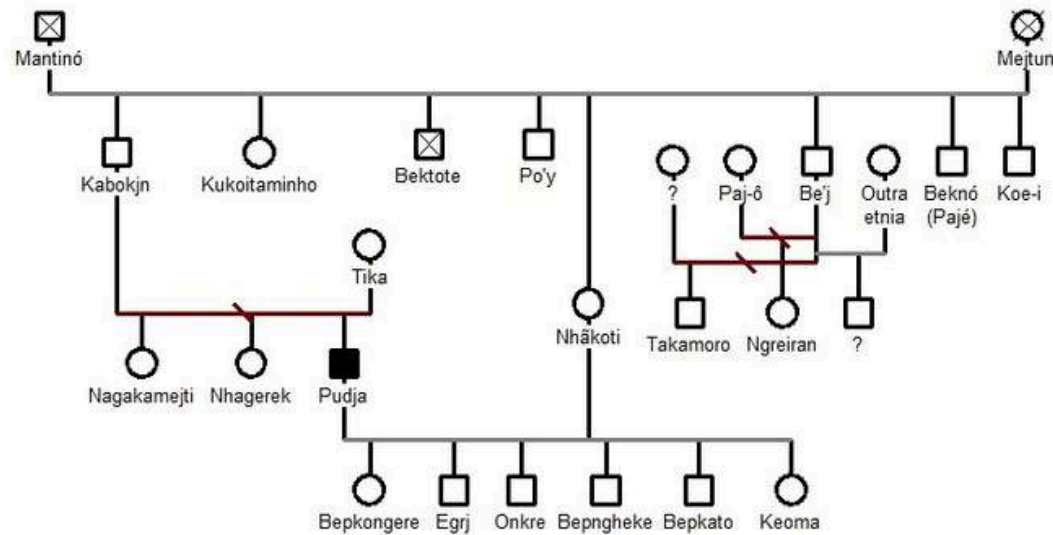 Mantinó
Mejtun
Kabokjn
Kukoitaminho
Bektote
Po'y
?
Paj-ô
Be'j
Outra
etnia
Beknó
(Pajé)
Koe-i
Tika
Nhãkoti
Takamoro
Ngreiran
?
Nagakamejti
Nhagerek
Pudja
Bepkongere
Egrj
Onkre
Bepngheke
Bepkato
Keoma